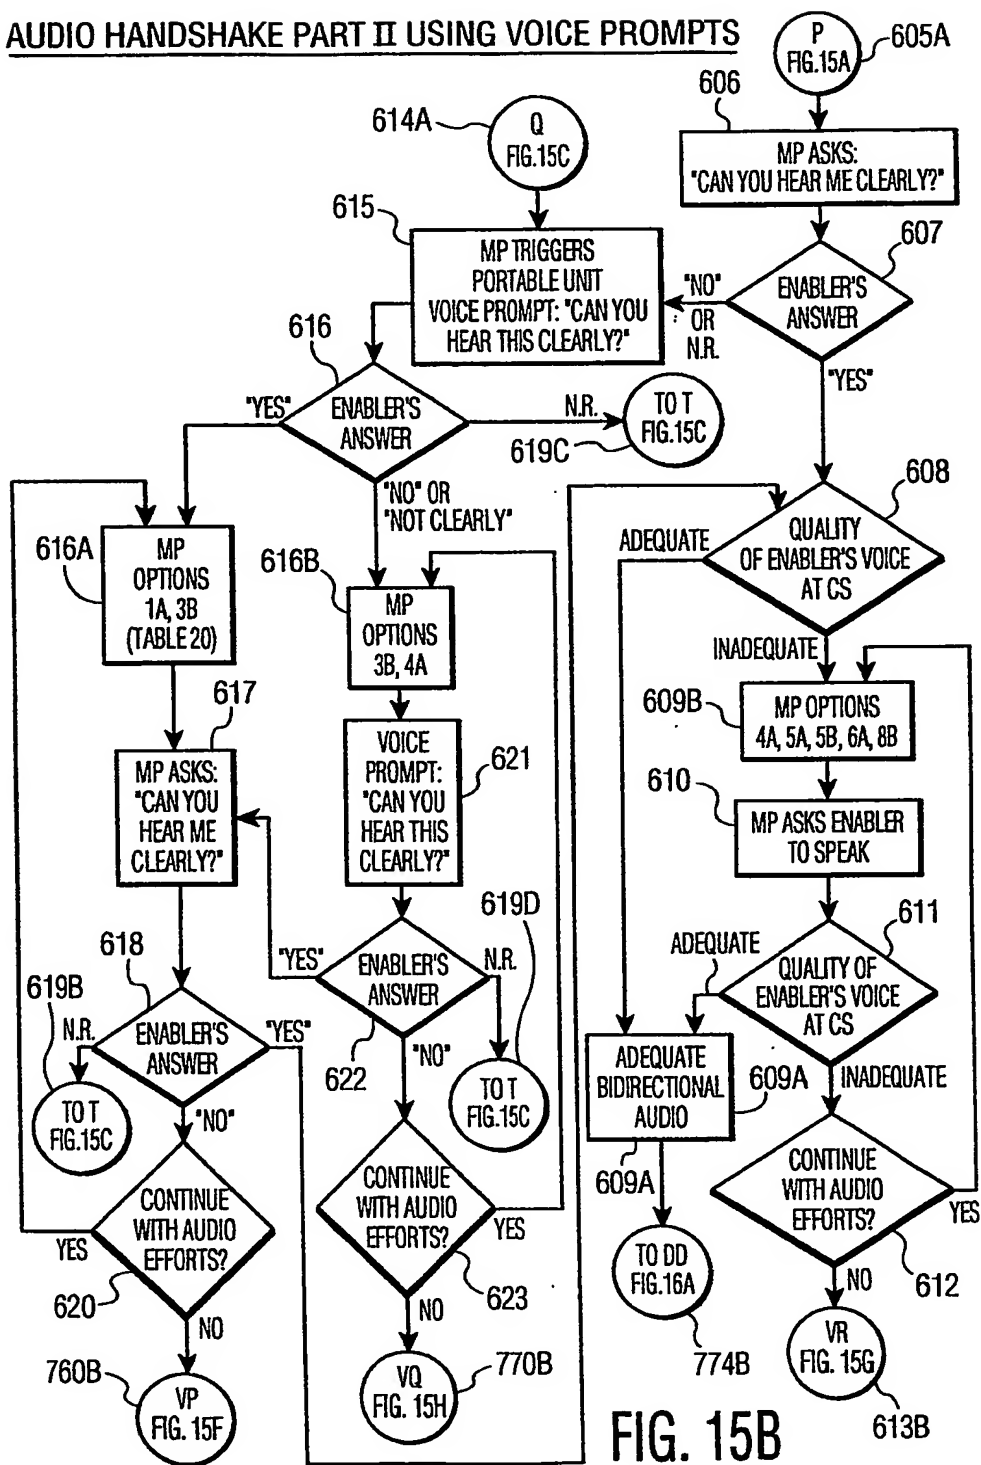 AUDIO HANDSHAKE PART II USING VOICE PROMPTS
P
FIG.15A
605A
606
MP ASKS:
"CAN YOU HEAR ME CLEARLY?"
614A
Q
FIG.15C
607
ENABLER'S
ANSWER
"NO"
OR
N.R.
"YES"
615
MP TRIGGERS
PORTABLE UNIT
VOICE PROMPT: "CAN YOU
HEAR THIS CLEARLY?"
616
ENABLER'S
ANSWER
"YES"
N.R.
TO T
FIG.15C
619C
"NO" OR
"NOT CLEARLY"
608
QUALITY
OF ENABLER'S VOICE
AT CS
ADEQUATE
INADEQUATE
616A
MP
OPTIONS
1A, 3B
(TABLE 20)
616B
MP
OPTIONS
3B, 4A
609B
MP OPTIONS
4A, 5A, 5B, 6A, 8B
617
MP ASKS:
"CAN YOU
HEAR ME
CLEARLY?"
VOICE
PROMPT:
"CAN YOU
HEAR THIS
CLEARLY?"
621
610
MP ASKS ENABLER
TO SPEAK
611
QUALITY OF
ENABLER'S VOICE
AT CS
ADEQUATE
INADEQUATE
618
ENABLER'S
ANSWER
619B
N.R.
"YES"
TO T
FIG.15C
"NO"
"YES"
ENABLER'S
ANSWER
N.R.
619D
622
"NO"
TO T
FIG.15C
ADEQUATE
BIDIRECTIONAL
AUDIO
609A
609A
CONTINUE
WITH AUDIO
EFFORTS?
YES
620
NO
CONTINUE
WITH AUDIO
EFFORTS?
YES
623
NO
CONTINUE
WITH AUDIO
EFFORTS?
YES
612
NO
TO DD
FIG.16A
774B
760B
VP
FIG. 15F
VQ
FIG. 15H
770B
VR
FIG. 15G
613B
FIG. 15B